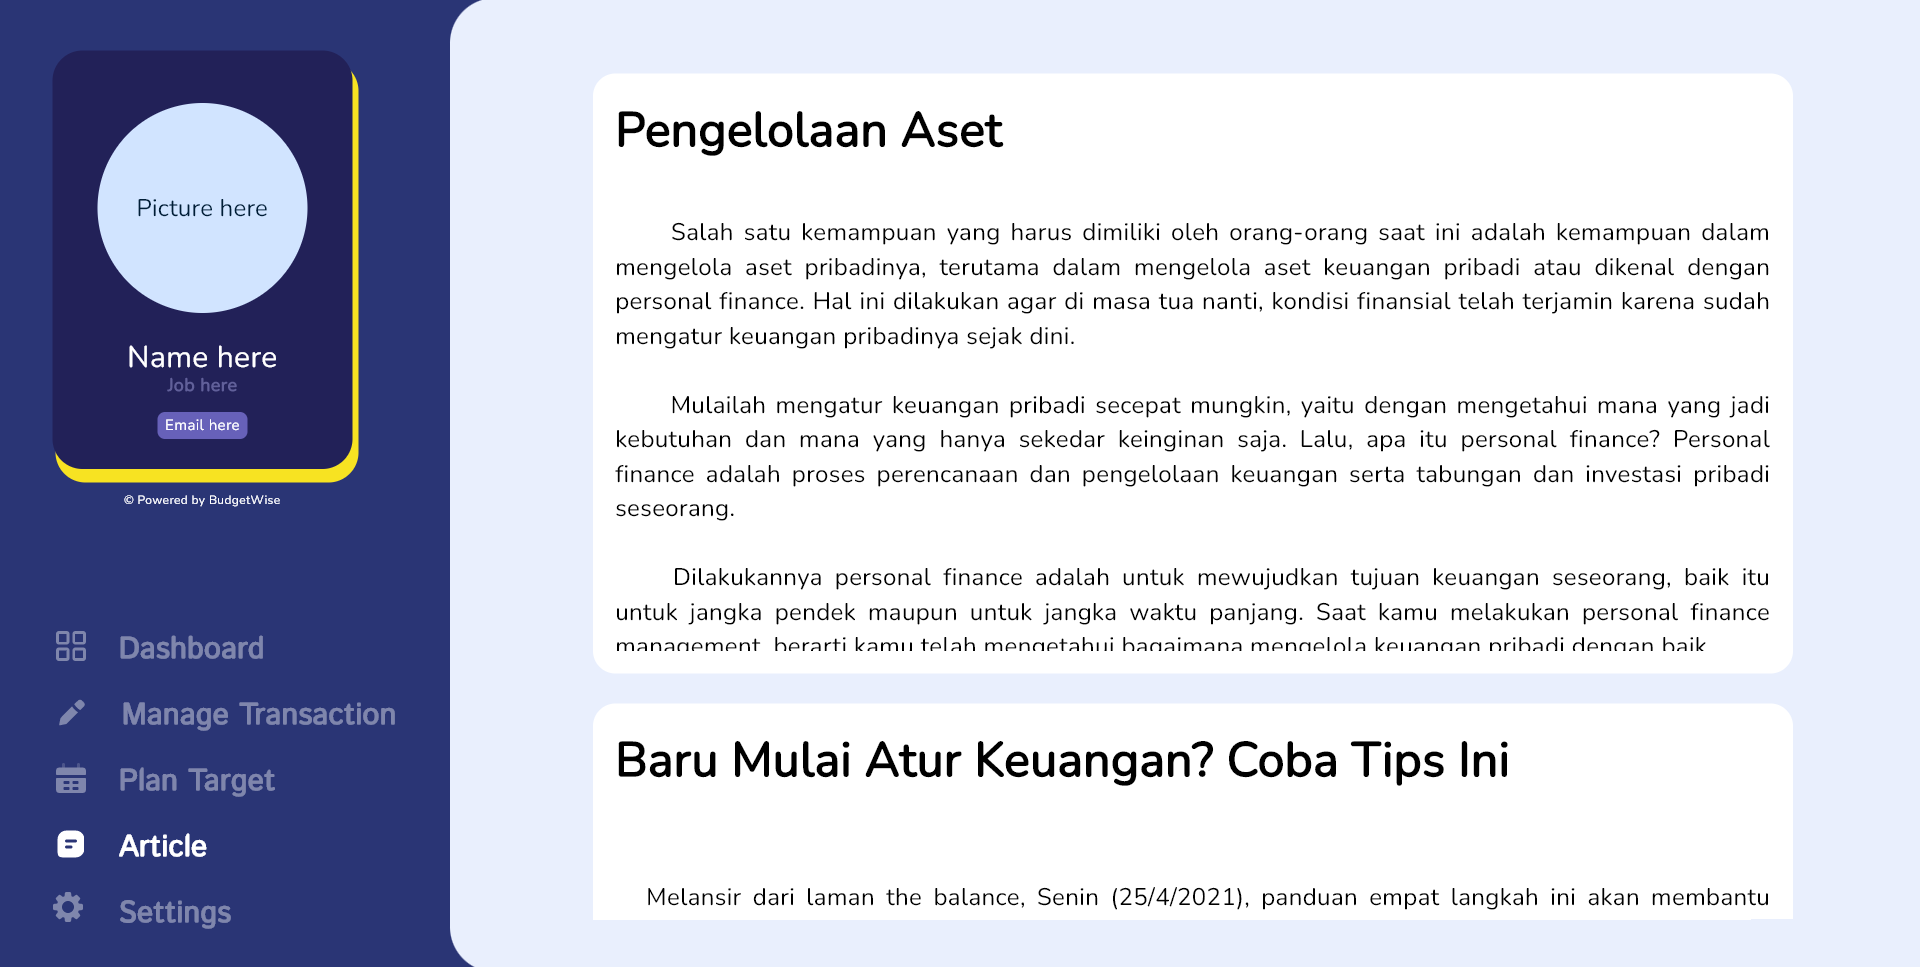 Picture here
Name here
Job here
Email here
© Powered by BudgetWise
Dashboard
Manage Transaction
Plan Target
Article
Settings
Pengelolaan Aset
Salah satu kemampuan yang harus dimiliki oleh orang-orang saat ini adalah kemampuan dalam
mengelola aset pribadinya, terutama dalam mengelola aset keuangan pribadi atau dikenal dengan
personal finance. Hal ini dilakukan agar di masa tua nanti, kondisi finansial telah terjamin karena sudah
mengatur keuangan pribadinya sejak dini.
Mulailah mengatur keuangan pribadi secepat mungkin, yaitu dengan mengetahui mana yang jadi
kebutuhan dan mana yang hanya sekedar keinginan saja. Lalu, apa itu personal finance? Personal
finance adalah proses perencanaan dan pengelolaan keuangan serta tabungan dan investasi pribadi
seseorang.
Dilakukannya personal finance adalah untuk mewujudkan tujuan keuangan seseorang, baik itu
untuk jangka pendek maupun untuk jangka waktu panjang. Saat kamu melakukan personal finance
management, berarti kamu telah mengetahui bagaimana mengelola keuangan pribadi dengan baik
Baru Mulai Atur Keuangan? Coba Tips Ini
Melansir dari laman the balance, Senin (25/4/2021), panduan empat langkah ini akan membantu